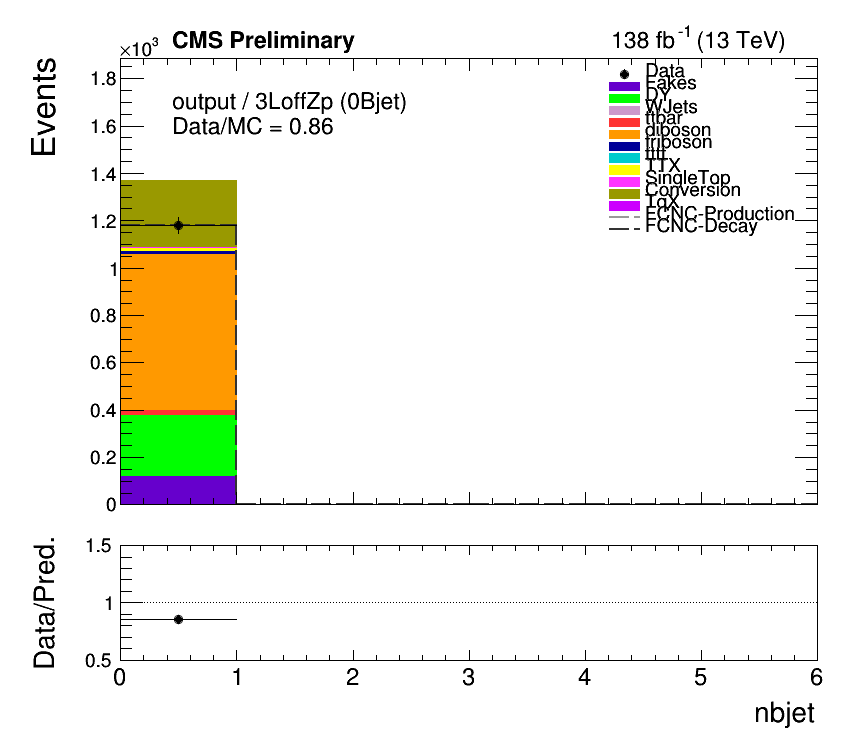 ×10³ CMS Preliminary 138 fb⁻¹ (13 TeV)
Events
output / 3LoffZp (0Bjet)
Data/MC = 0.86
Data
Fakes
DY
WJets
ttbar
diboson
triboson
tttt
TTX
SingleTop
Conversion
TqX
FCNC-Production
FCNC-Decay
1.8
1.6
1.4
1.2
1
0.8
0.6
0.4
0.2
0
Data/Pred.
1.5
1
0.5
0 1 2 3 4 5 6
nbjet